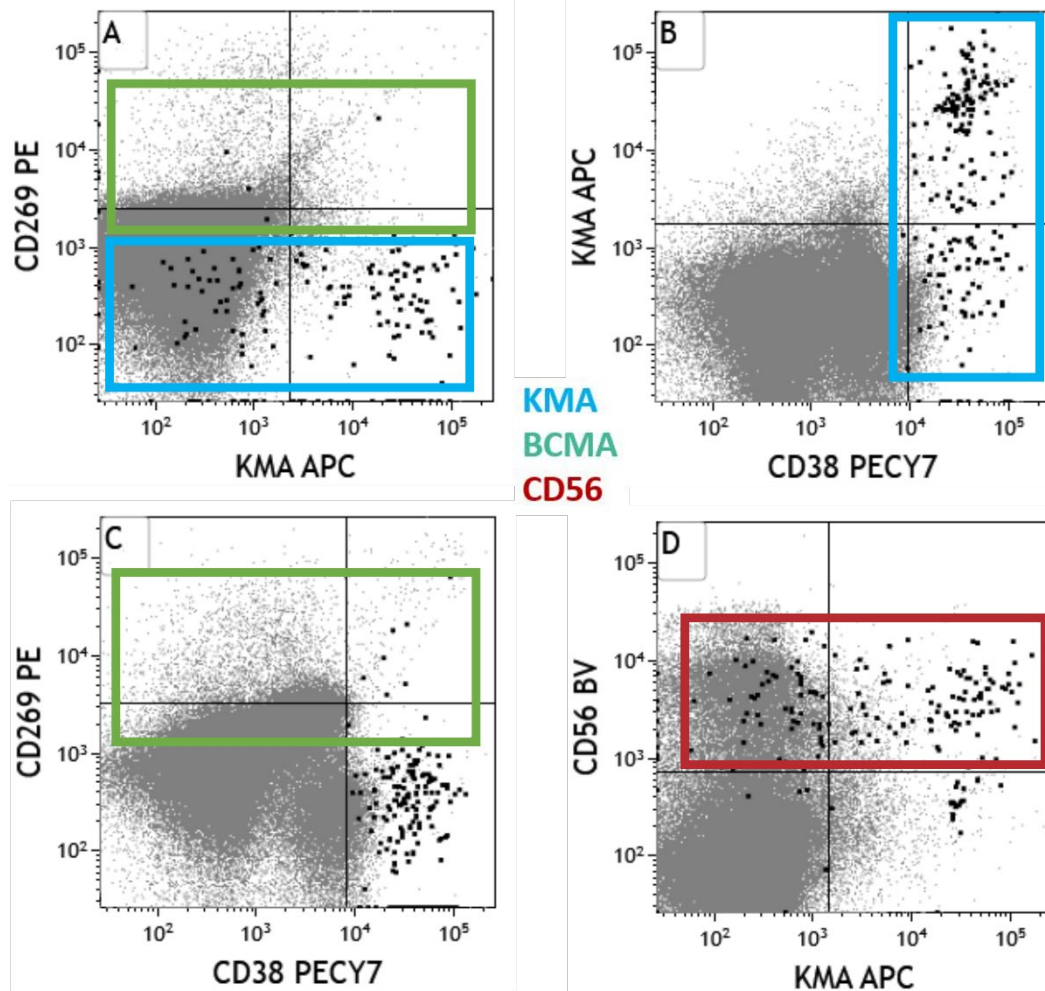 A
CD269 PE
10⁵
10⁴
10³
10²
10² 10³ 10⁴ 10⁵
KMA APC
B
KMA APC
10⁵
10⁴
10³
10²
10² 10³ 10⁴ 10⁵
CD38 PECY7
KMA
BCMA
CD56
C
CD269 PE
10⁵
10⁴
10³
10²
10² 10³ 10⁴ 10⁵
CD38 PECY7
D
CD56 BV
10⁵
10⁴
10³
10²
10² 10³ 10⁴ 10⁵
KMA APC